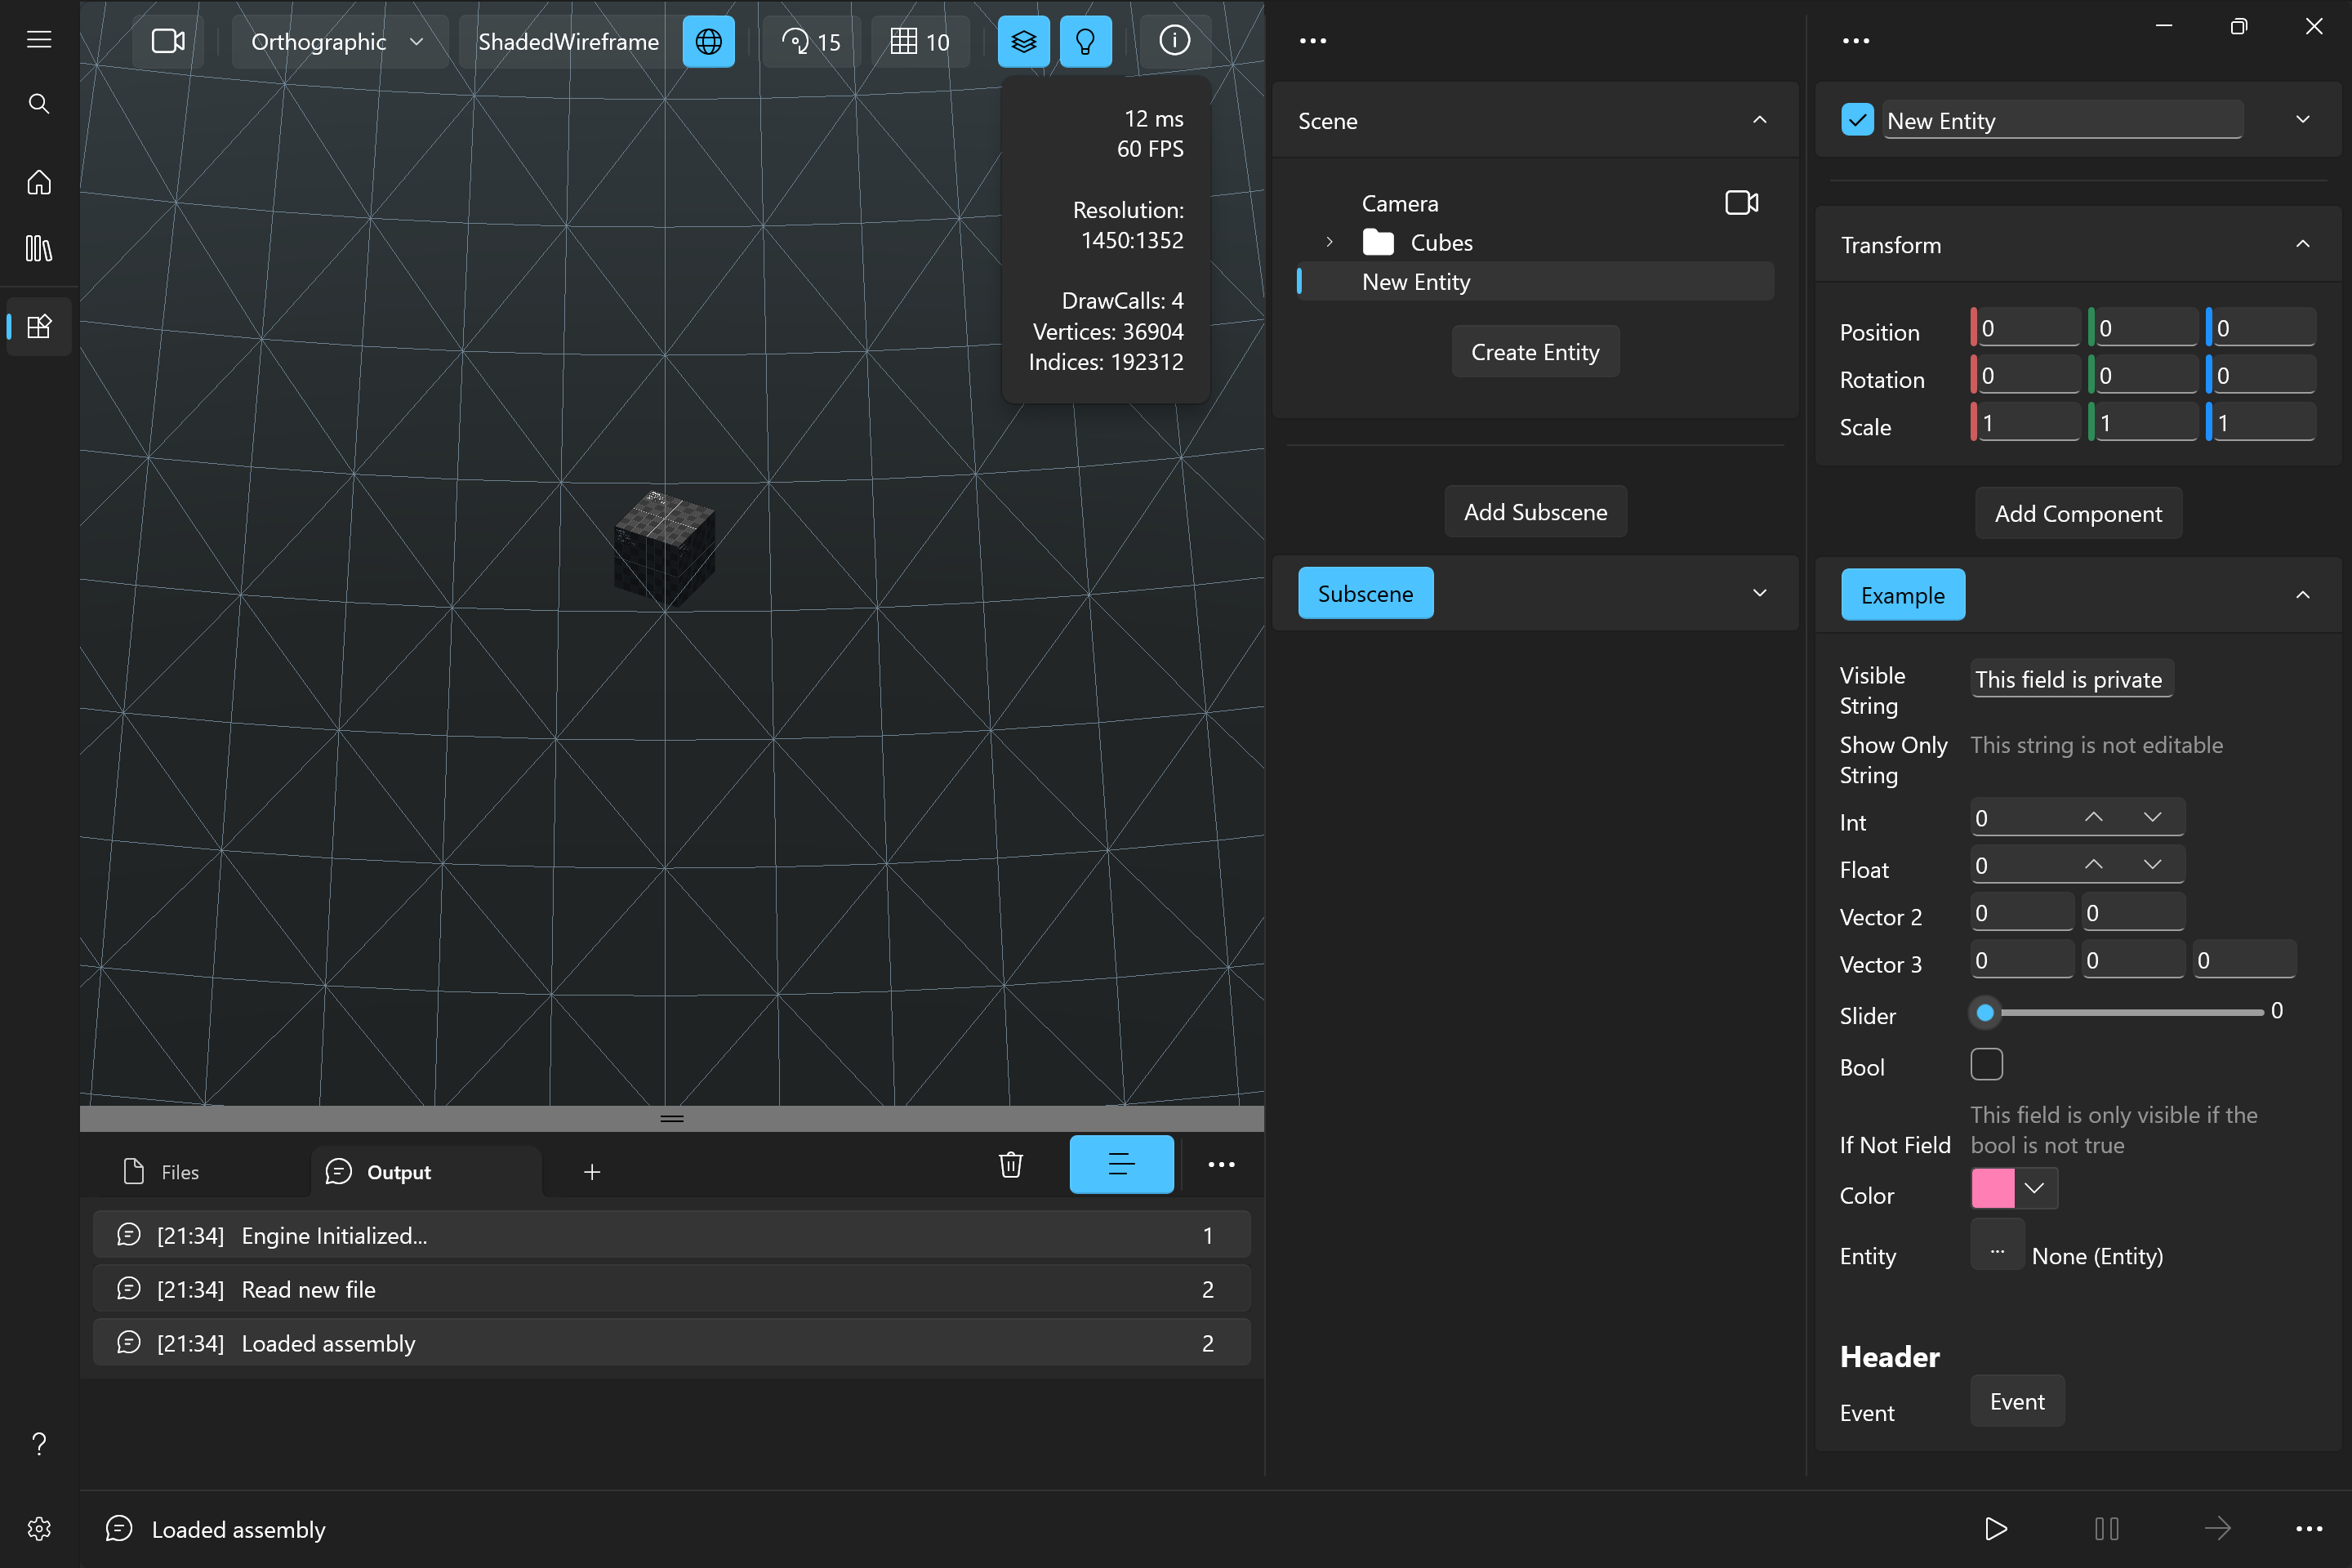 Orthographic
ShadedWireframe
15
10
12 ms
60 FPS
Resolution:
1450:1352
DrawCalls: 4
Vertices: 36904
Indices: 192312
Files
Output
[21:34] Engine Initialized... 1
[21:34] Read new file 2
[21:34] Loaded assembly 2
Loaded assembly
Scene
Camera
Cubes
New Entity
Create Entity
Add Subscene
Subscene
New Entity
Transform
Position 0 0 0
Rotation 0 0 0
Scale 1 1 1
Add Component
Example
Visible
String
This field is private
Show Only
String
This string is not editable
Int 0
Float 0
Vector 2 0 0
Vector 3 0 0 0
Slider 0
Bool
If Not Field
This field is only visible if the
bool is not true
Color
Entity ... None (Entity)
Header
Event Event